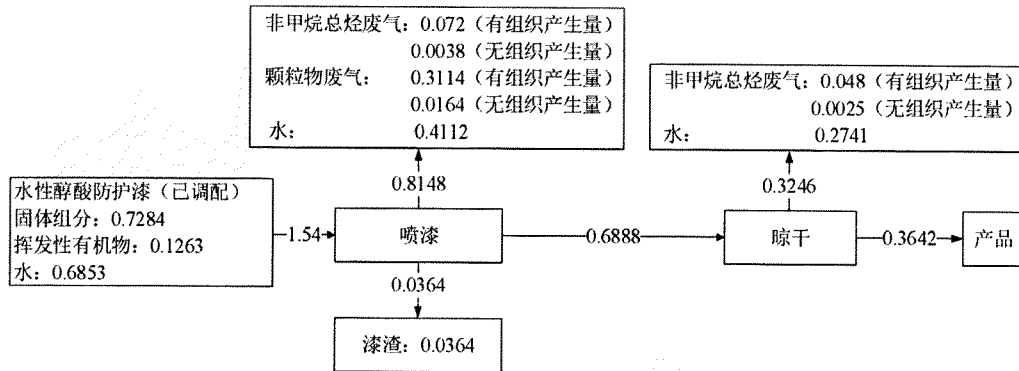 非甲烷总烃废气：0.072（有组织产生量）
0.0038（无组织产生量）
颗粒物废气： 0.3114（有组织产生量）
0.0164（无组织产生量）
水： 0.4112
非甲烷总烃废气：0.048（有组织产生量）
0.0025（无组织产生量）
水： 0.2741
0.8148
0.3246
水性醇酸防护漆（已调配）
固体组分：0.7284
挥发性有机物：0.1263
水：0.6853
1.54
喷漆
0.6888
晾干
0.3642
产品
0.0364
漆渣：0.0364